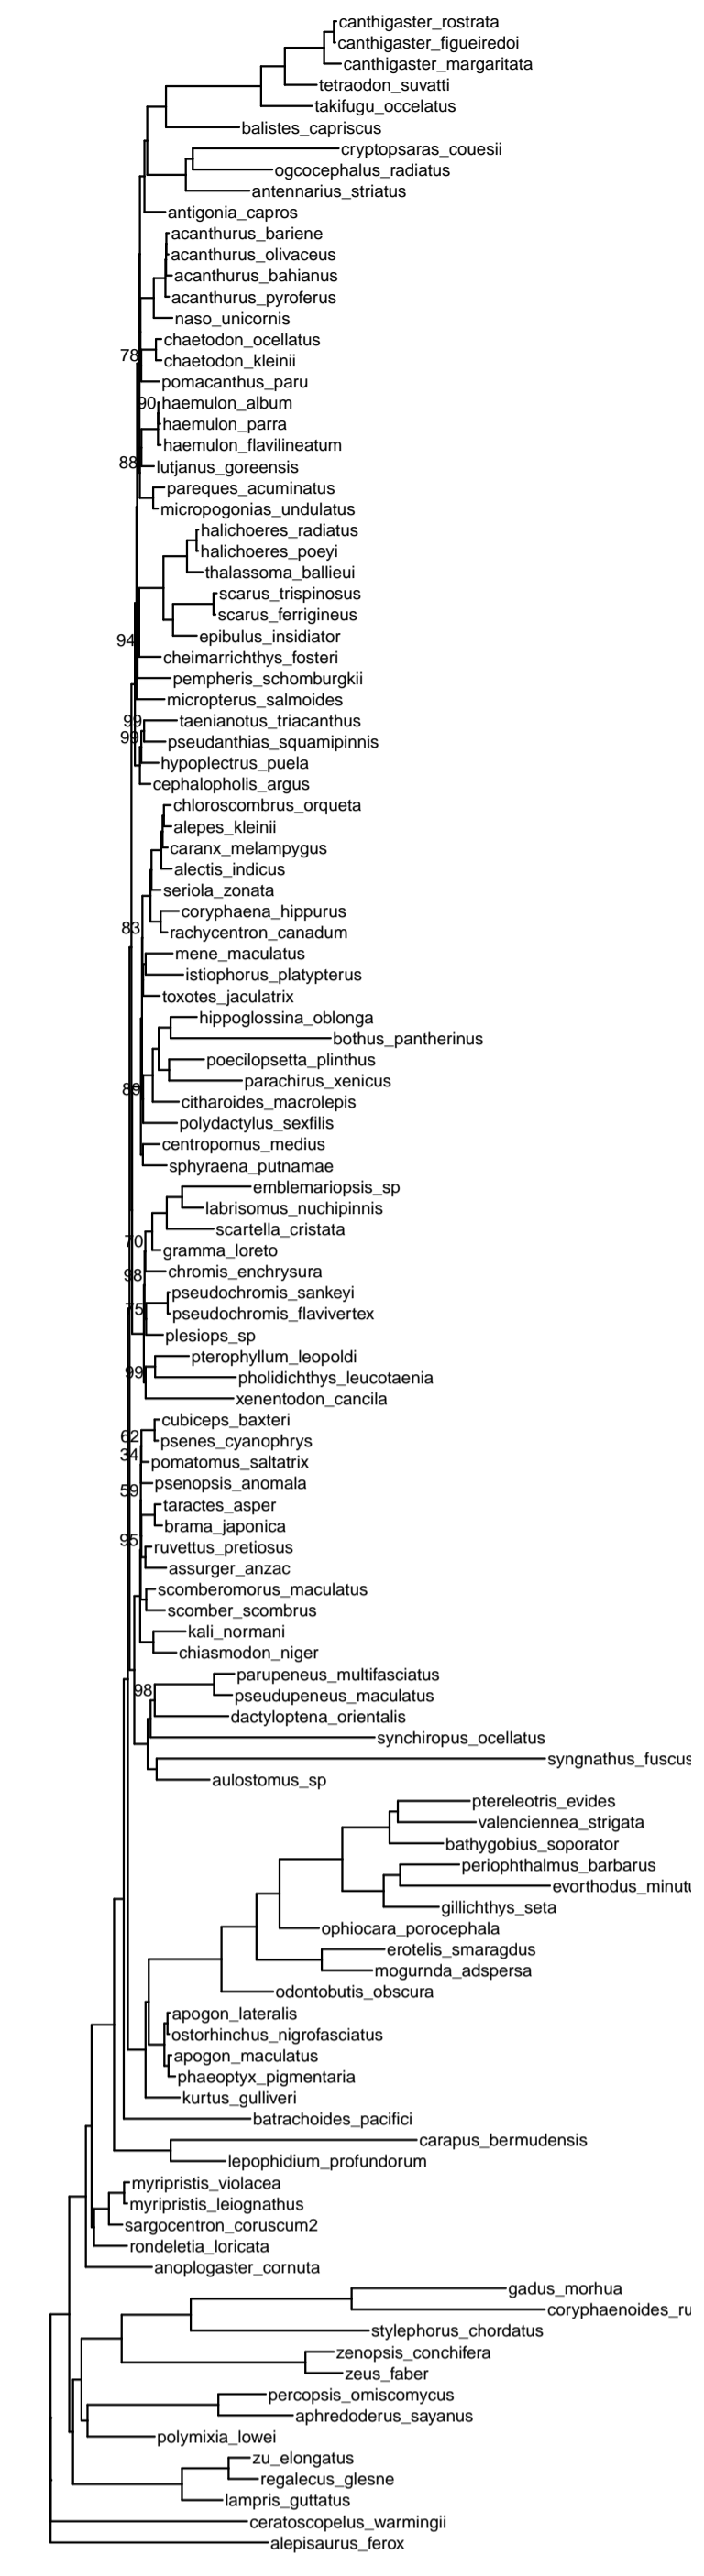 canthigaster_rostrata
canthigaster_figueiredoi
canthigaster_margaritata
tetraodon_suvatti
takifugu_occelatus
balistes_capriscus
cryptopsaras_couesii
ogcocephalus_radiatus
antennarius_striatus
antigonia_capros
acanthurus_bariene
acanthurus_olivaceus
acanthurus_bahianus
acanthurus_pyroferus
naso_unicornis
chaetodon_ocellatus
78
chaetodon_kleinii
pomacanthus_paru
90 haemulon_album
haemulon_parra
haemulon_flavilineatum
88
lutjanus_goreensis
pareques_acuminatus
micropogonias_undulatus
halichoeres_radiatus
halichoeres_poeyi
thalassoma_ballieui
scarus_trispinosus
scarus_ferrigineus
94
epibulus_insidiator
cheimarrichthys_fosteri
pempheris_schomburgkii
micropterus_salmoides
99
taenianotus_triacanthus
99
pseudanthias_squamipinnis
hypoplectrus_puela
cephalopholis_argus
chloroscombrus_orqueta
alepes_kleinii
caranx_melampygus
alectis_indicus
seriola_zonata
coryphaena_hippurus
83
rachycentron_canadum
mene_maculatus
istiophorus_platypterus
toxotes_jaculatrix
hippoglossina_oblonga
bothus_pantherinus
poecilopsetta_plinthus
parachirus_xenicus
89
citharoides_macrolepis
polydactylus_sexfilis
centropomus_medius
sphyraena_putnamae
emblemariopsis_sp
labrisomus_nuchipinnis
scartella_cristata
70
gramma_loreto
98
chromis_enchrysura
pseudochromis_sankeyi
75
pseudochromis_flavivertex
plesiops_sp
pterophyllum_leopoldi
99
pholidichthys_leucotaenia
xenentodon_cancila
cubiceps_baxteri
62
psenes_cyanophrys
34
pomatomus_saltatrix
psenopsis_anomala
59
taractes_asper
brama_japonica
95
ruvettus_pretiosus
assurger_anzac
scomberomorus_maculatus
scomber_scombrus
kali_normani
chiasmodon_niger
parupeneus_multifasciatus
98
pseudupeneus_maculatus
dactyloptena_orientalis
synchiropus_ocellatus
syngnathus_fuscus
aulostomus_sp
ptereleotris_evides
valenciennea_strigata
bathygobius_soporator
periophthalmus_barbarus
evorthodus_minutu
gillichthys_seta
ophiocara_porocephala
erotelis_smaragdus
mogurnda_adspersa
odontobutis_obscura
apogon_lateralis
ostorhinchus_nigrofasciatus
apogon_maculatus
phaeoptyx_pigmentaria
kurtus_gulliveri
batrachoides_pacifici
carapus_bermudensis
lepophidium_profundorum
myripristis_violacea
myripristis_leiognathus
sargocentron_coruscum2
rondeletia_loricata
anoplogaster_cornuta
gadus_morhua
coryphaenoides_ru
stylephorus_chordatus
zenopsis_conchifera
zeus_faber
percopsis_omiscomycus
aphredoderus_sayanus
polymixia_lowei
zu_elongatus
regalecus_glesne
lampris_guttatus
ceratoscopelus_warmingii
alepisaurus_ferox